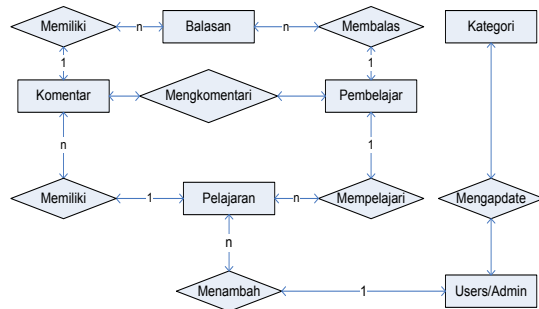 Memiliki
n
Balasan
n
Membalas
Kategori
1
1
Komentar
Mengkomentari
Pembelajar
n
1
Memiliki
1
Pelajaran
n
Mempelajari
Mengapdate
n
Menambah
1
Users/Admin